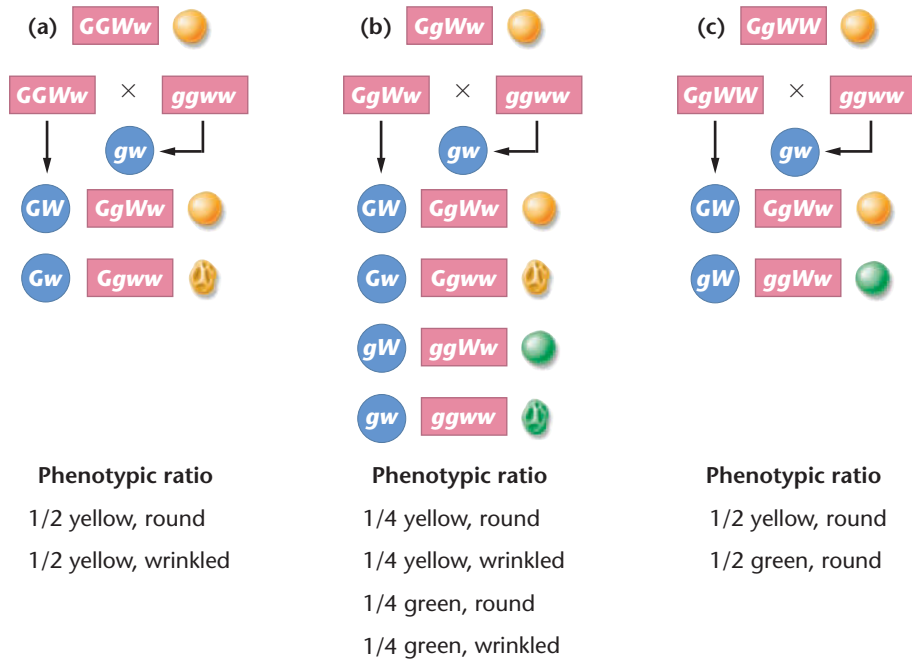 (a) GGWw
GGWw × ggww
gw
GW GgWw
Gw Ggww
Phenotypic ratio
1/2 yellow, round
1/2 yellow, wrinkled
(b) GgWw
GgWw × ggww
gw
GW GgWw
Gw Ggww
gW ggWw
gw ggww
Phenotypic ratio
1/4 yellow, round
1/4 yellow, wrinkled
1/4 green, round
1/4 green, wrinkled
(c) GgWW
GgWW × ggww
gw
GW GgWw
gW ggWw
Phenotypic ratio
1/2 yellow, round
1/2 green, round